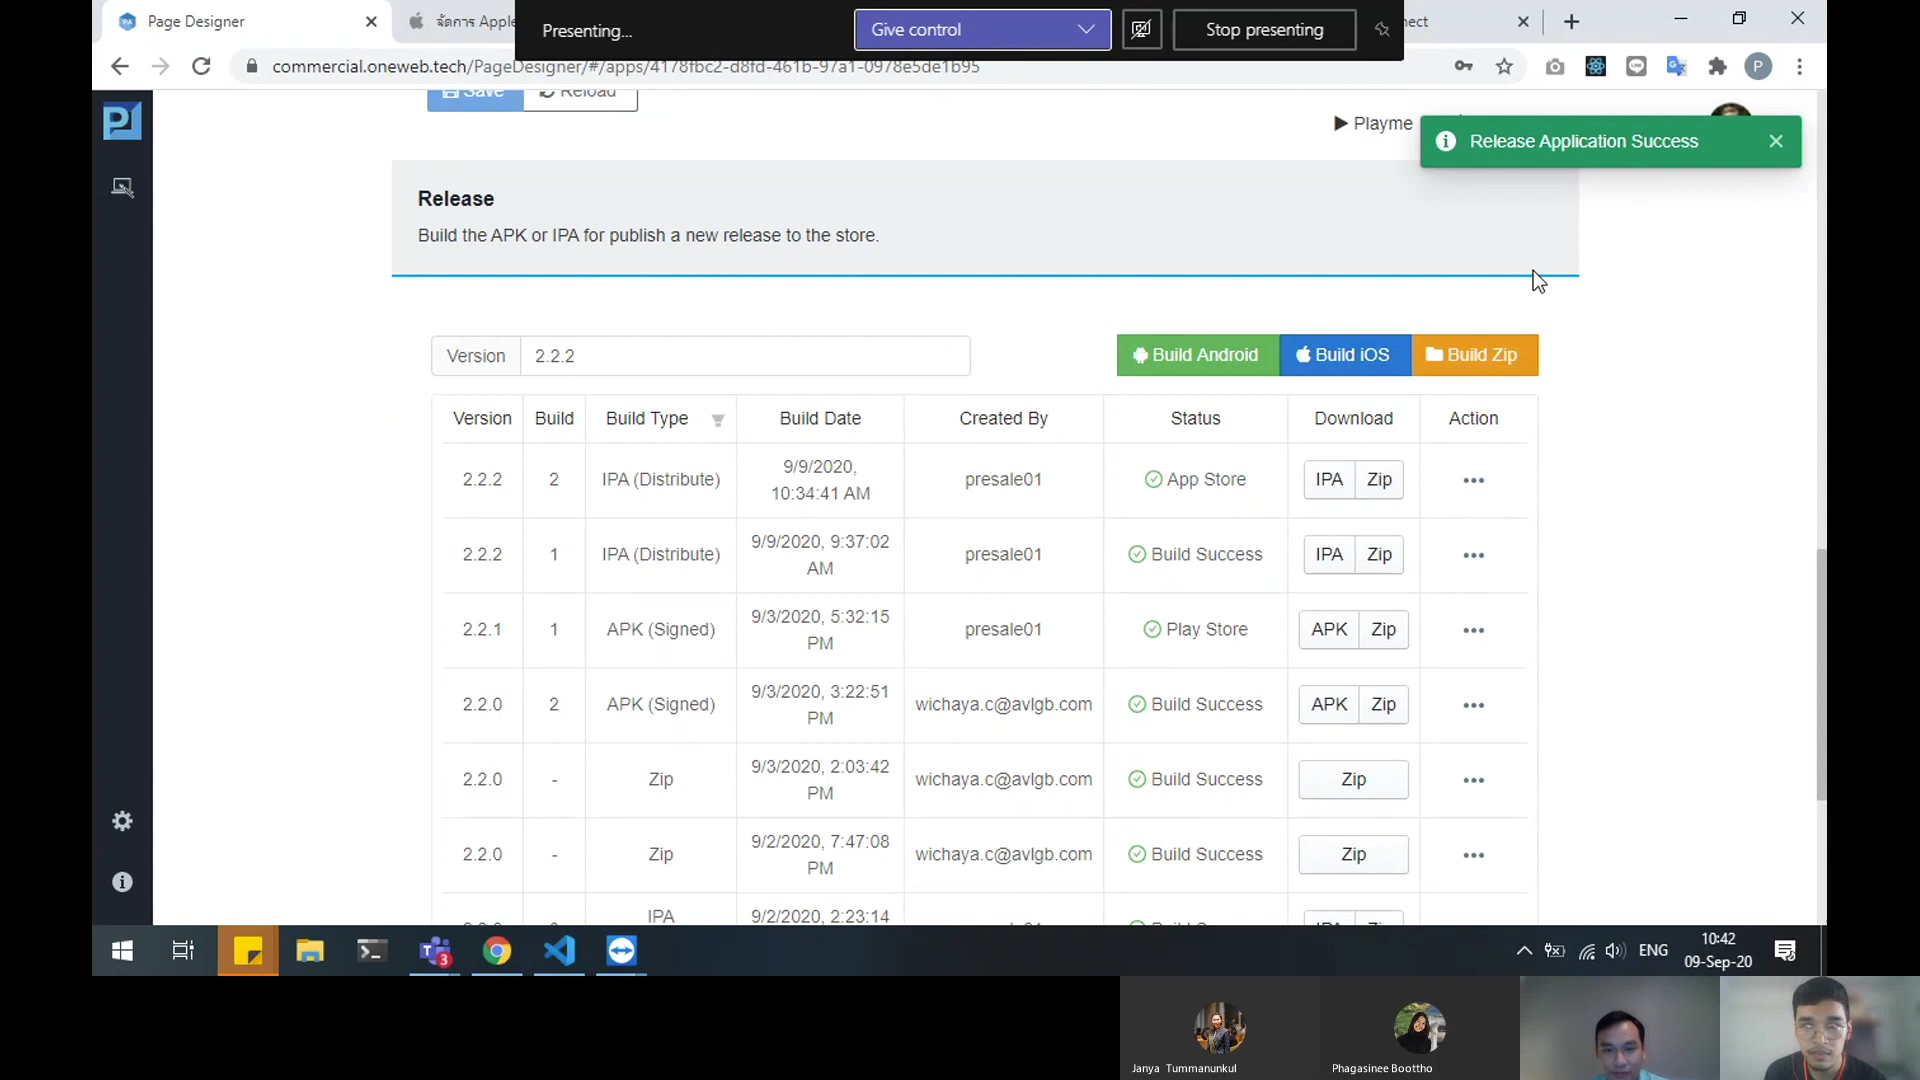 Page Designer
จัดการ Apple
Presenting...
Give control
Stop presenting
nect
commercial.oneweb.tech/PageDesigner/#/apps/4178fbc2-d8fd-461b-97a1-0978e5de1b95
P
Save
Reload
Playme
Release Application Success
Release
Build the APK or IPA for publish a new release to the store.
Version 2.2.2
Build Android Build iOS Build Zip
Version Build Build Type Build Date Created By Status Download Action
2.2.2 2 IPA (Distribute) 9/9/2020, 10:34:41 AM presale01 App Store IPA Zip
2.2.2 1 IPA (Distribute) 9/9/2020, 9:37:02 AM presale01 Build Success IPA Zip
2.2.1 1 APK (Signed) 9/3/2020, 5:32:15 PM presale01 Play Store APK Zip
2.2.0 2 APK (Signed) 9/3/2020, 3:22:51 PM wichaya.c@avlgb.com Build Success APK Zip
2.2.0 - Zip 9/3/2020, 2:03:42 PM wichaya.c@avlgb.com Build Success Zip
2.2.0 - Zip 9/2/2020, 7:47:08 PM wichaya.c@avlgb.com Build Success Zip
IPA 9/2/2020, 2:23:14
3
ENG
10:42
09-Sep-20
Janya Tummanunkul
Phagasinee Boottho